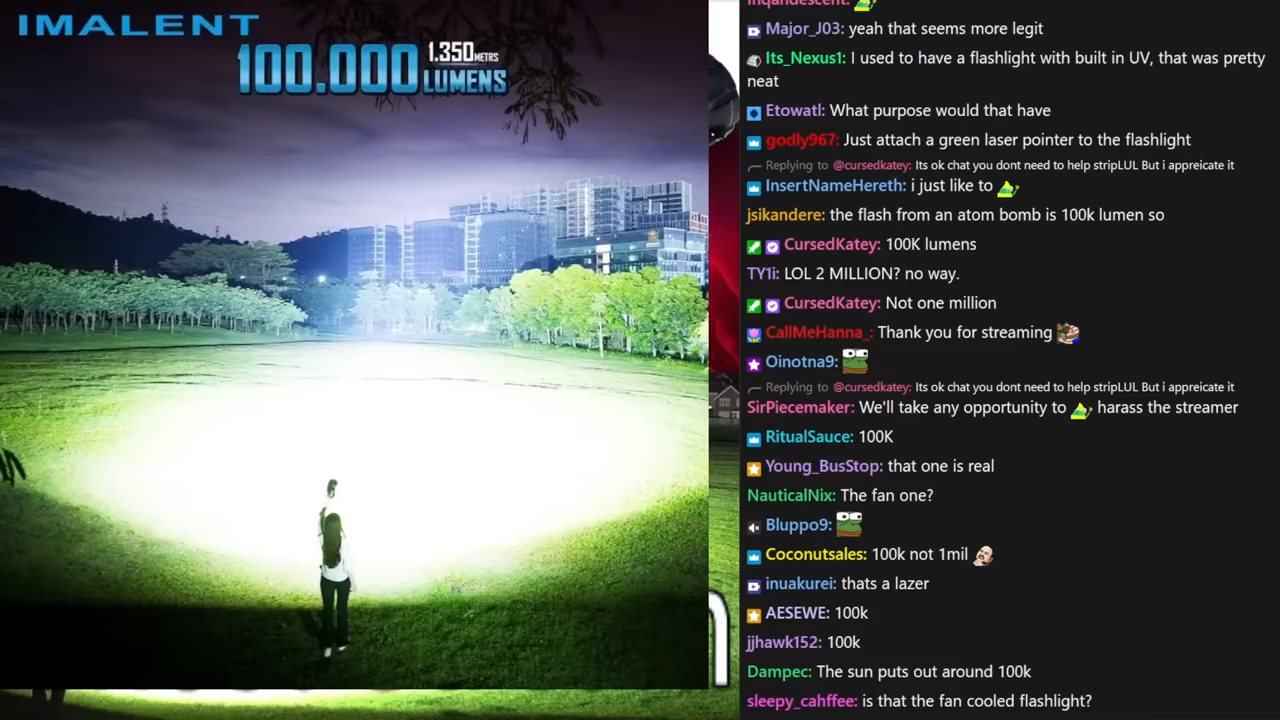 IMALENT
100.000 1.350 METRS
LUMENS
Major_J03: yeah that seems more legit
Its_Nexus1: I used to have a flashlight with built in UV, that was pretty
neat
Etowatl: What purpose would that have
godly967: Just attach a green laser pointer to the flashlight
Replying to @cursedkatey: Its ok chat you dont need to help stripLUL But i appreicate it
InsertNameHereth: i just like to
jsikandere: the flash from an atom bomb is 100k lumen so
CursedKatey: 100K lumens
TY1i: LOL 2 MILLION? no way.
CursedKatey: Not one million
CallMeHanna_: Thank you for streaming
Oinotna9:
Replying to @cursedkatey: Its ok chat you dont need to help stripLUL But i appreicate it
SirPiecemaker: We'll take any opportunity to harass the streamer
RitualSauce: 100K
Young_BusStop: that one is real
NauticalNix: The fan one?
Bluppo9:
Coconutsales: 100k not 1mil
inuakurei: thats a lazer
AESEWE: 100k
jjhawk152: 100k
Dampec: The sun puts out around 100k
sleepy_cahffee: is that the fan cooled flashlight?